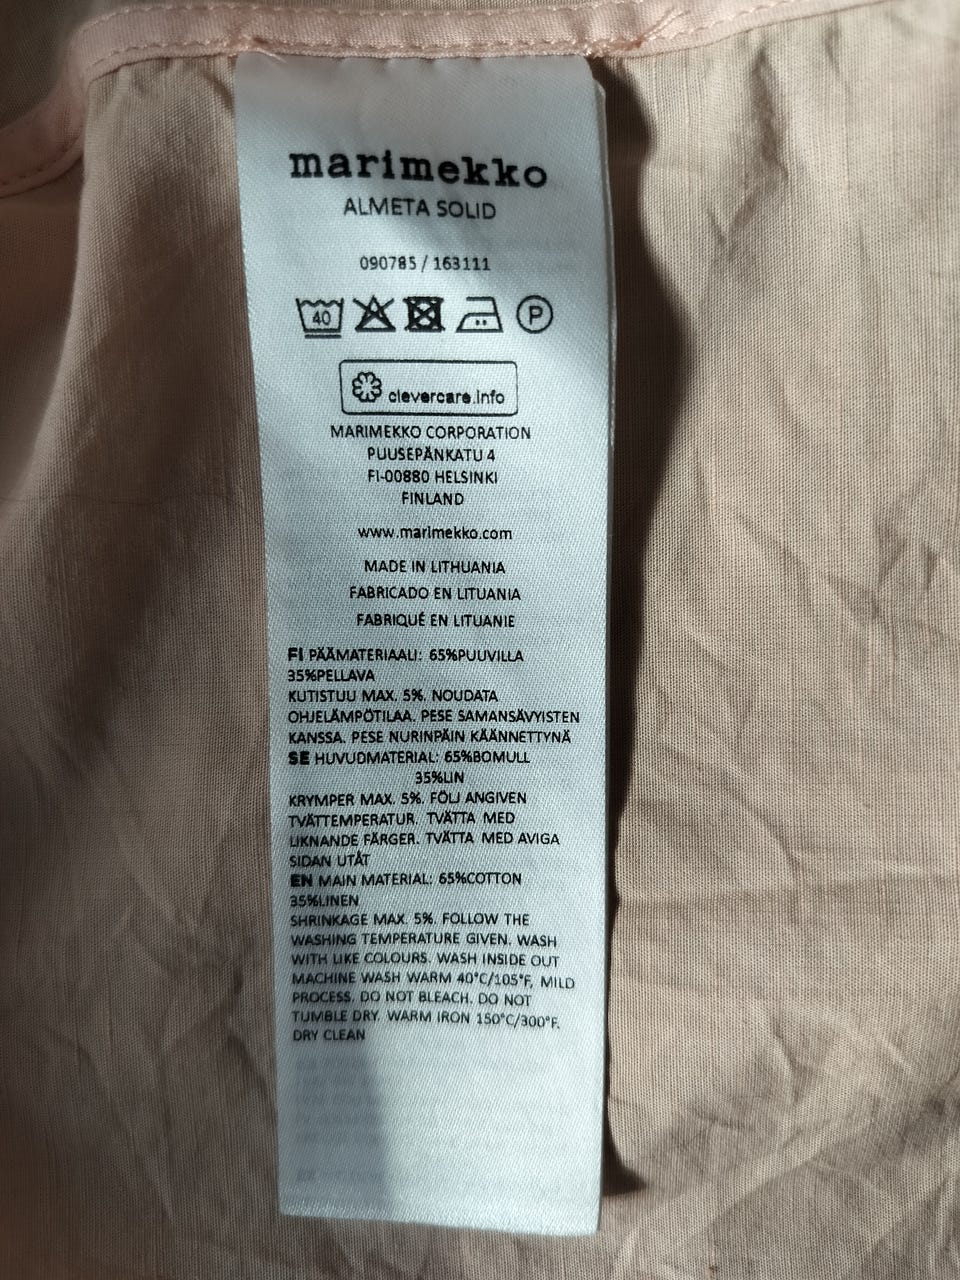 marimekko
ALMETA SOLID
090785 / 163111
40 P
clevercare.info
MARIMEKKO CORPORATION
PUUSEPÄNKATU 4
FI-00880 HELSINKI
FINLAND
www.marimekko.com
MADE IN LITHUANIA
FABRICADO EN LITUANIA
FABRIQUÉ EN LITUANIE
FI PÄÄMATERIAALI: 65%PUUVILLA
35%PELLAVA
KUTISTUU MAX. 5%. NOUDATA
OHJELÄMPÖTILAA. PESE SAMANSÄVYISTEN
KANSSA. PESE NURINPÄIN KÄÄNNETTYNÄ
SE HUVUDMATERIAL: 65%BOMULL
35%LIN
KRYMPER MAX. 5%. FÖLJ ANGIVEN
TVÄTTEMPERATUR. TVÄTTA MED
LIKNANDE FÄRGER. TVÄTTA MED AVIGA
SIDAN UTÅT
EN MAIN MATERIAL: 65%COTTON
35%LINEN
SHRINKAGE MAX. 5%. FOLLOW THE
WASHING TEMPERATURE GIVEN. WASH
WITH LIKE COLOURS. WASH INSIDE OUT
MACHINE WASH WARM 40°C/105°F, MILD
PROCESS. DO NOT BLEACH. DO NOT
TUMBLE DRY. WARM IRON 150°C/300°F.
DRY CLEAN